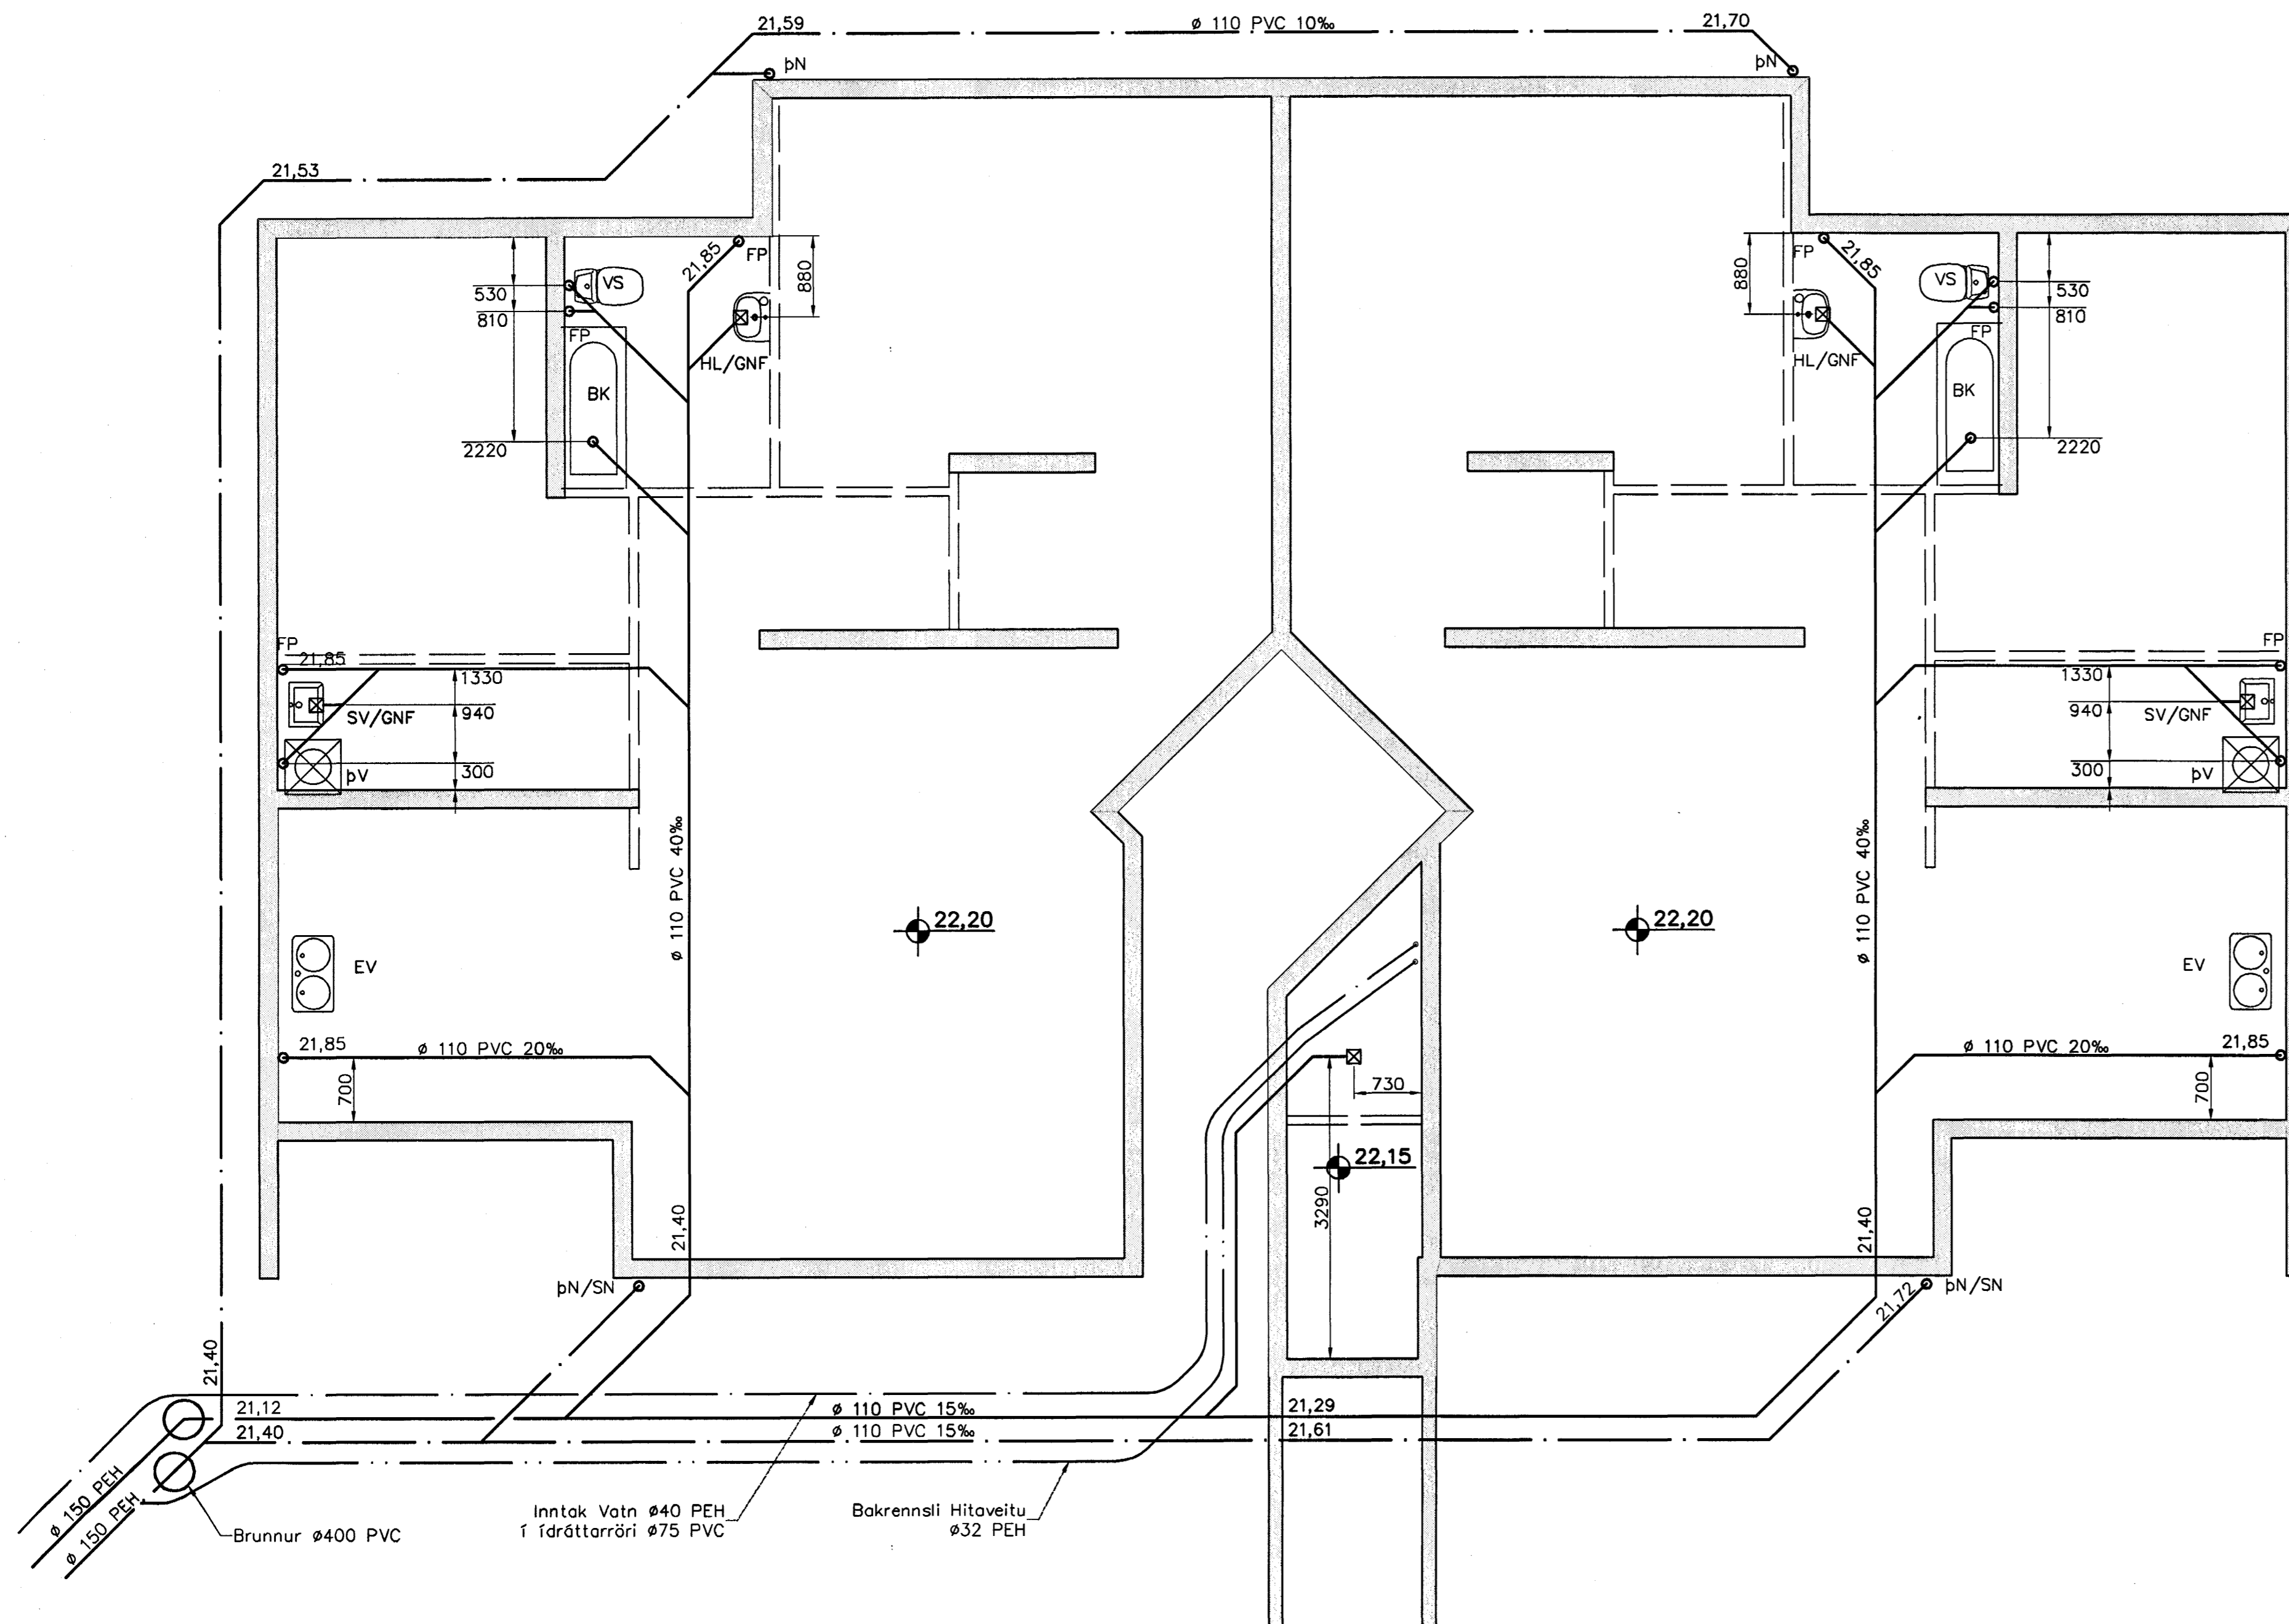 21,59
ø 110 PVC 10‰
21,70
þN
þN
21,53
21,85
FP
880
VS
530
810
FP
HL/GNF
BK
2220
880
FP
21,85
VS
530
810
FP
HL/GNF
BK
2220
FP
21,85
1330
SV/GNF
940
þV
300
FP
1330
940
SV/GNF
300
þV
ø 110 PVC 40‰
ø 110 PVC 40‰
22,20
22,20
EV
EV
21,85
ø 110 PVC 20‰
700
730
ø 110 PVC 20‰
21,85
700
22,15
3290
21,40
21,40
þN/SN
21,72
þN/SN
21,40
21,12
ø 110 PVC 15‰
21,29
21,40
ø 110 PVC 15‰
21,61
ø 150 PEH
ø 150 PEH
Brunnur ø400 PVC
Inntak Vatn ø40 PEH
í ídráttarröri ø75 PVC
Bakrennsli Hitaveitu
ø32 PEH